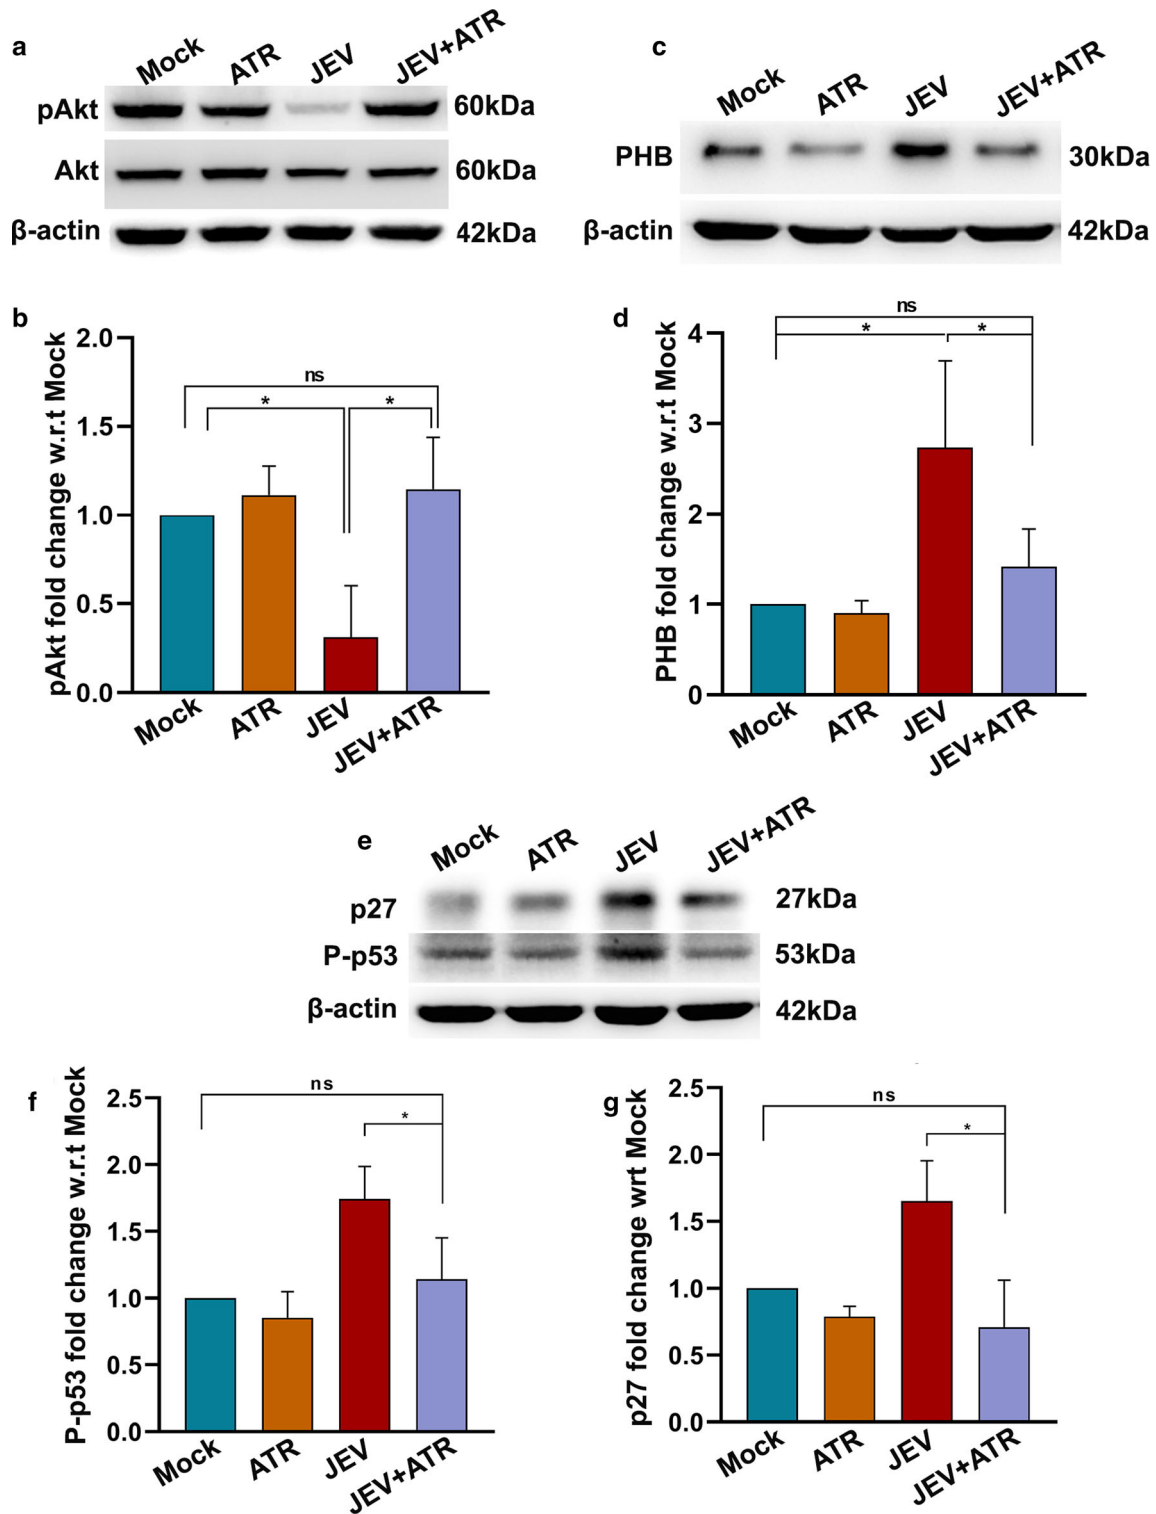 a
Mock ATR JEV JEV+ATR
pAkt 60kDa
Akt 60kDa
β-actin 42kDa
c
Mock ATR JEV JEV+ATR
PHB 30kDa
β-actin 42kDa
b
pAkt fold change w.r.t Mock
2.0
1.5
1.0
0.5
0.0
ns
* *
Mock ATR JEV JEV+ATR
d
PHB fold change w.r.t Mock
4
3
2
1
0
ns
* *
Mock ATR JEV JEV+ATR
e
Mock ATR JEV JEV+ATR
p27 27kDa
P-p53 53kDa
β-actin 42kDa
f
P-p53 fold change w.r.t Mock
2.5
2.0
1.5
1.0
0.5
0.0
ns
*
Mock ATR JEV JEV+ATR
g
p27 fold change wrt Mock
2.5
2.0
1.5
1.0
0.5
0.0
ns
*
Mock ATR JEV JEV+ATR